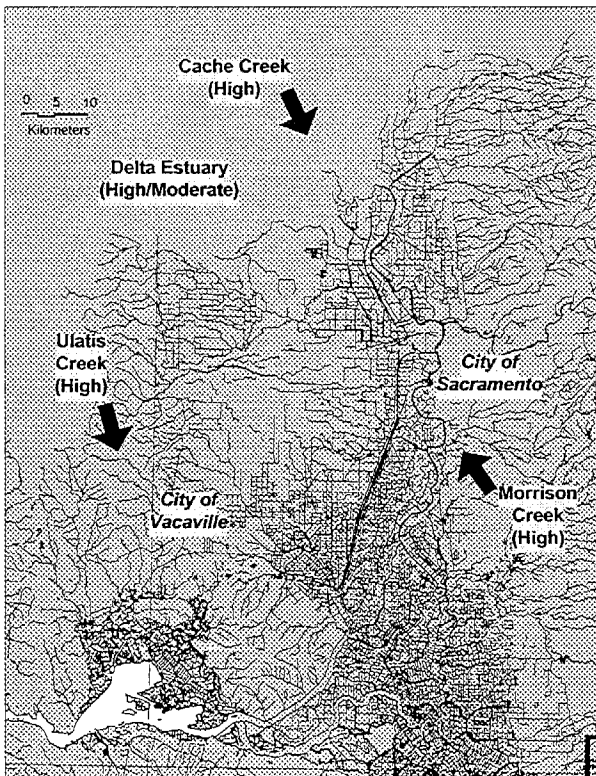 Cache Creek
(High)
0 5 10
Kilometers
Delta Estuary
(High/Moderate)
Ulatis
Creek
(High)
City of
Sacramento
City of
Vacaville
Morrison
Creek
(High)